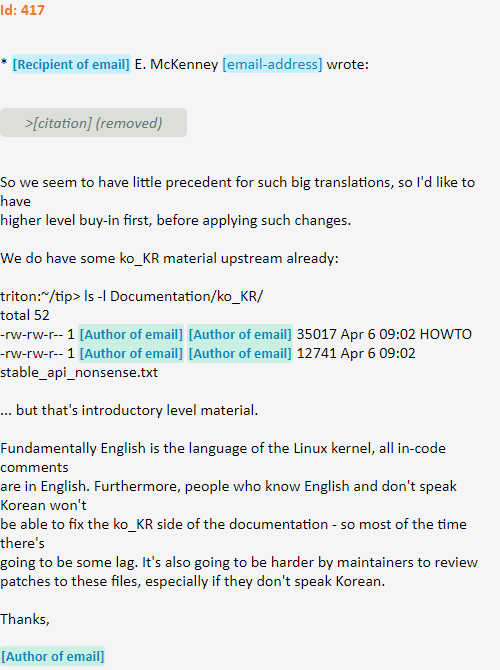 Id: 417
* [Recipient of email] E. McKenney [email-address] wrote:
>[citation] (removed)
So we seem to have little precedent for such big translations, so I'd like to
have
higher level buy-in first, before applying such changes.
We do have some ko_KR material upstream already:
triton:~/tip> ls -l Documentation/ko_KR/
total 52
-rw-rw-r-- 1 [Author of email] [Author of email] 35017 Apr 6 09:02 HOWTO
-rw-rw-r-- 1 [Author of email] [Author of email] 12741 Apr 6 09:02
stable_api_nonsense.txt
... but that's introductory level material.
Fundamentally English is the language of the Linux kernel, all in-code
comments
are in English. Furthermore, people who know English and don't speak
Korean won't
be able to fix the ko_KR side of the documentation - so most of the time
there's
going to be some lag. It's also going to be harder by maintainers to review
patches to these files, especially if they don't speak Korean.
Thanks,
[Author of email]